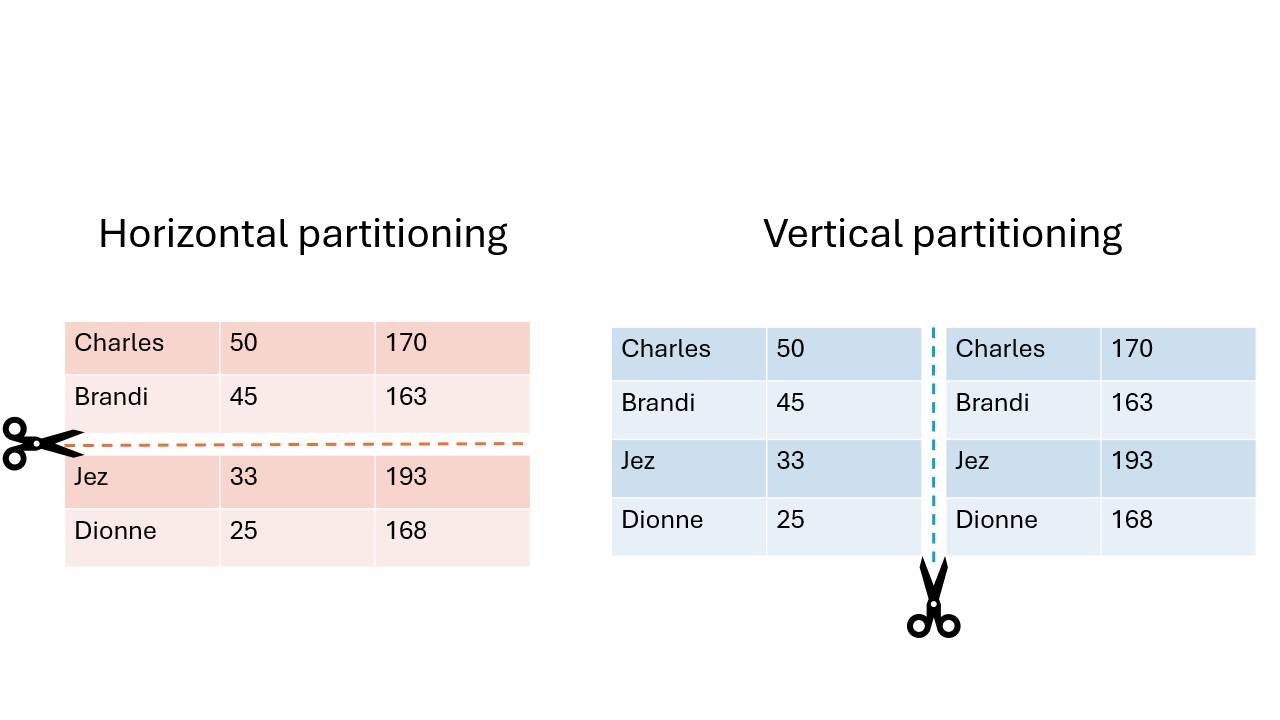 Horizontal partitioning
Charles 50 170
Brandi 45 163
Jez 33 193
Dionne 25 168
Vertical partitioning
Charles 50 Charles 170
Brandi 45 Brandi 163
Jez 33 Jez 193
Dionne 25 Dionne 168